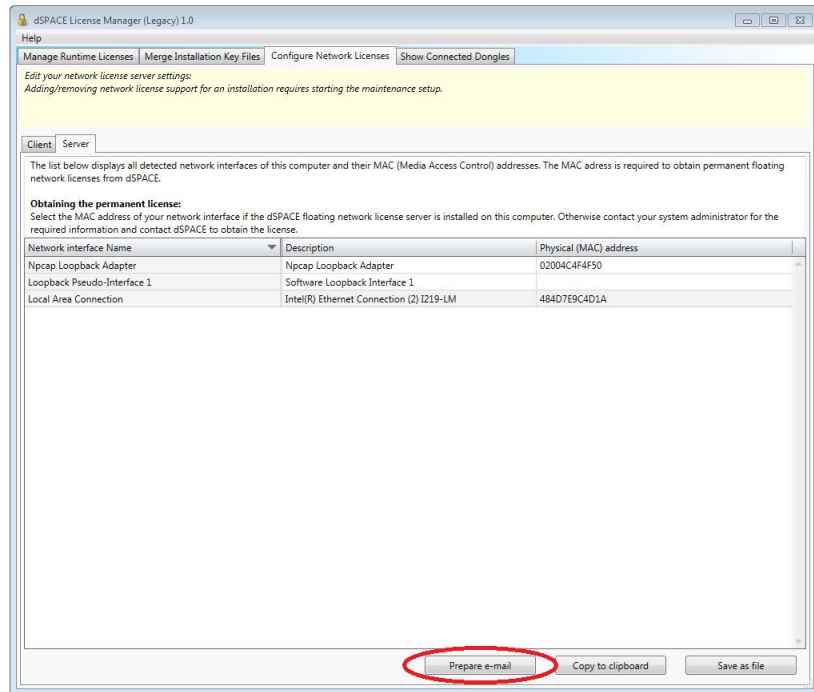 dSPACE License Manager (Legacy) 1.0
Help
Manage Runtime Licenses Merge Installation Key Files Configure Network Licenses Show Connected Dongles
Edit your network license server settings:
Adding/removing network license support for an installation requires starting the maintenance setup.
Client Server
The list below displays all detected network interfaces of this computer and their MAC (Media Access Control) addresses. The MAC adress is required to obtain permanent floating
network licenses from dSPACE.
Obtaining the permanent license:
Select the MAC address of your network interface if the dSPACE floating network license server is installed on this computer. Otherwise contact your system administrator for the
required information and contact dSPACE to obtain the license.
Network interface Name Description Physical (MAC) address
Npcap Loopback Adapter Npcap Loopback Adapter 02004C4F4F50
Loopback Pseudo-Interface 1 Software Loopback Interface 1
Local Area Connection Intel(R) Ethernet Connection (2) I219-LM 484D7E9C4D1A
Prepare e-mail Copy to clipboard Save as file